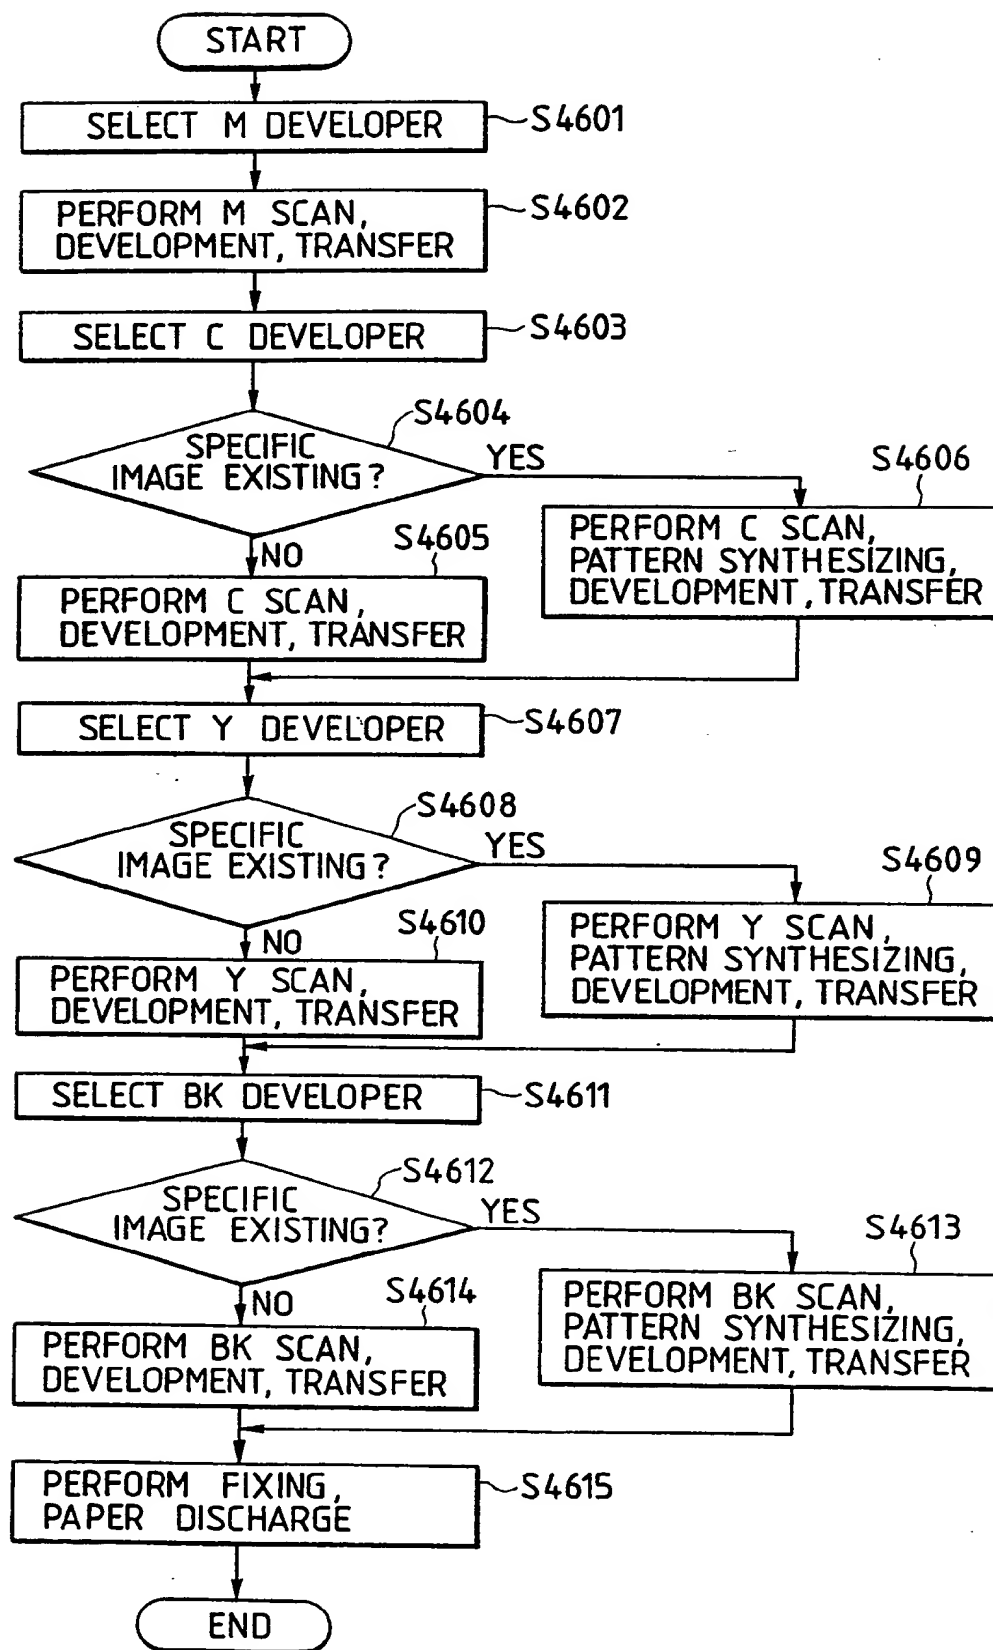 START
SELECT M DEVELOPER
S4601
PERFORM M SCAN,
DEVELOPMENT, TRANSFER
S4602
SELECT C DEVELOPER
S4603
SPECIFIC
IMAGE EXISTING?
S4604
YES
NO
S4605
PERFORM C SCAN,
DEVELOPMENT, TRANSFER
S4606
PERFORM C SCAN,
PATTERN SYNTHESIZING,
DEVELOPMENT, TRANSFER
SELECT Y DEVELOPER
S4607
SPECIFIC
IMAGE EXISTING?
S4608
YES
NO
S4610
PERFORM Y SCAN,
DEVELOPMENT, TRANSFER
S4609
PERFORM Y SCAN,
PATTERN SYNTHESIZING,
DEVELOPMENT, TRANSFER
SELECT BK DEVELOPER
S4611
SPECIFIC
IMAGE EXISTING?
S4612
YES
NO
S4614
PERFORM BK SCAN,
DEVELOPMENT, TRANSFER
S4613
PERFORM BK SCAN,
PATTERN SYNTHESIZING,
DEVELOPMENT, TRANSFER
PERFORM FIXING,
PAPER DISCHARGE
S4615
END